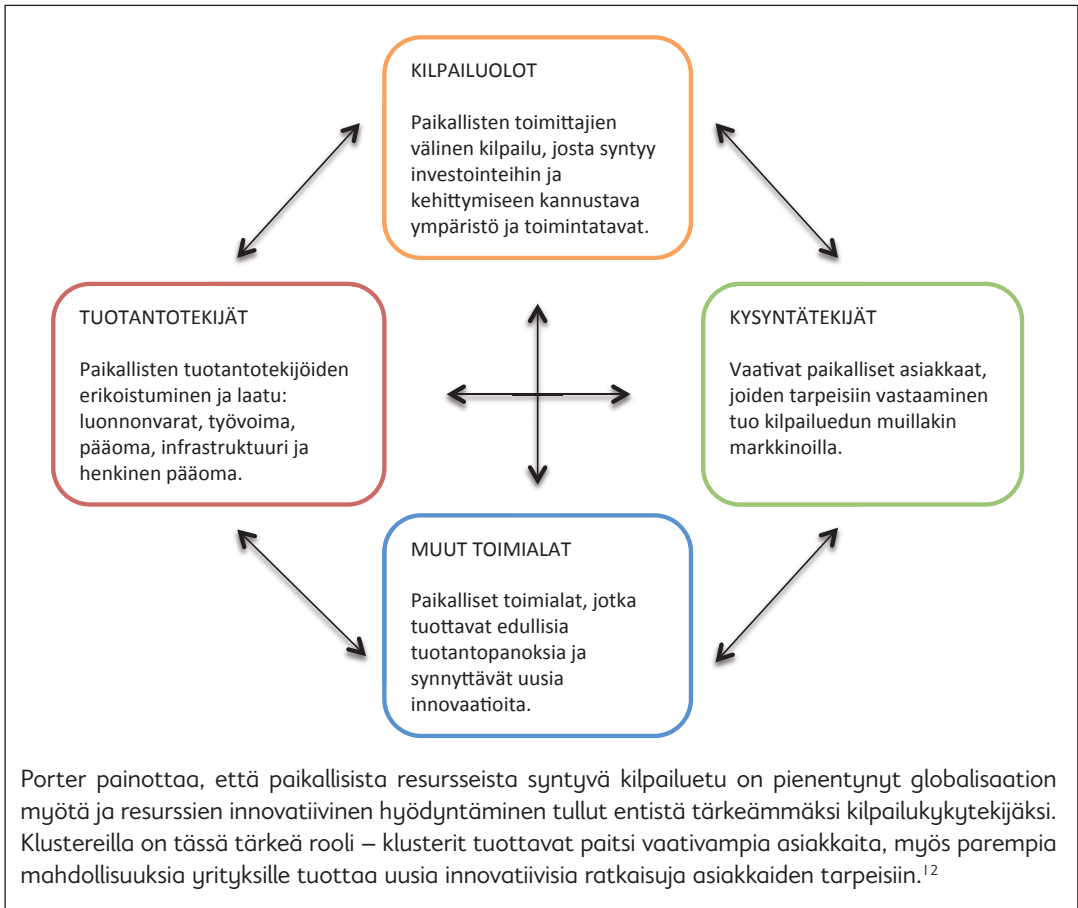 KILPAILUOLOT
Paikallisten toimittajien
välinen kilpailu, josta syntyy
investointeihin ja
kehittymiseen kannustava
ympäristö ja toimintatavat.
TUOTANTOTEKIJÄT
Paikallisten tuotantotekijöiden
erikoistuminen ja laatu:
luonnonvarat, työvoima,
pääoma, infrastruktuuri ja
henkinen pääoma.
KYSYNTÄTEKIJÄT
Vaativat paikalliset asiakkaat,
joiden tarpeisiin vastaaminen
tuo kilpailuedun muillakin
markkinoilla.
MUUT TOIMIALAT
Paikalliset toimialat, jotka
tuottavat edullisia
tuotantopanoksia ja
synnyttävät uusia
innovaatioita.
Porter painottaa, että paikallisista resursseista syntyvä kilpailuetu on pienentynyt globalisaation
myötä ja resurssien innovatiivinen hyödyntäminen tullut entistä tärkeämmäksi kilpailukykytekijäksi.
Klustereilla on tässä tärkeä rooli – klusterit tuottavat paitsi vaativampia asiakkaita, myös parempia
mahdollisuuksia yrityksille tuottaa uusia innovatiivisia ratkaisuja asiakkaiden tarpeisiin.12